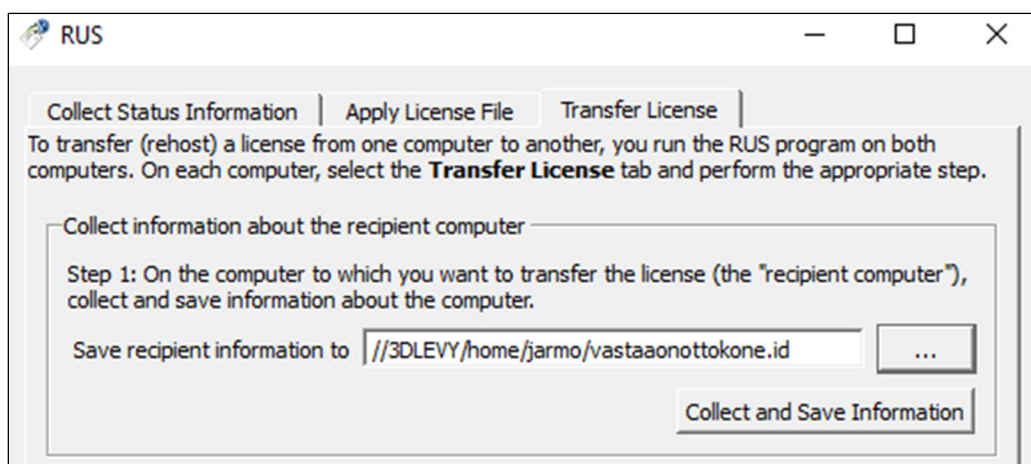 RUS
Collect Status Information Apply License File Transfer License
To transfer (rehost) a license from one computer to another, you run the RUS program on both
computers. On each computer, select the Transfer License tab and perform the appropriate step.
Collect information about the recipient computer
Step 1: On the computer to which you want to transfer the license (the "recipient computer"),
collect and save information about the computer.
Save recipient information to //3DLEVY/home/jarmo/vastaaonottokone.id ...
Collect and Save Information